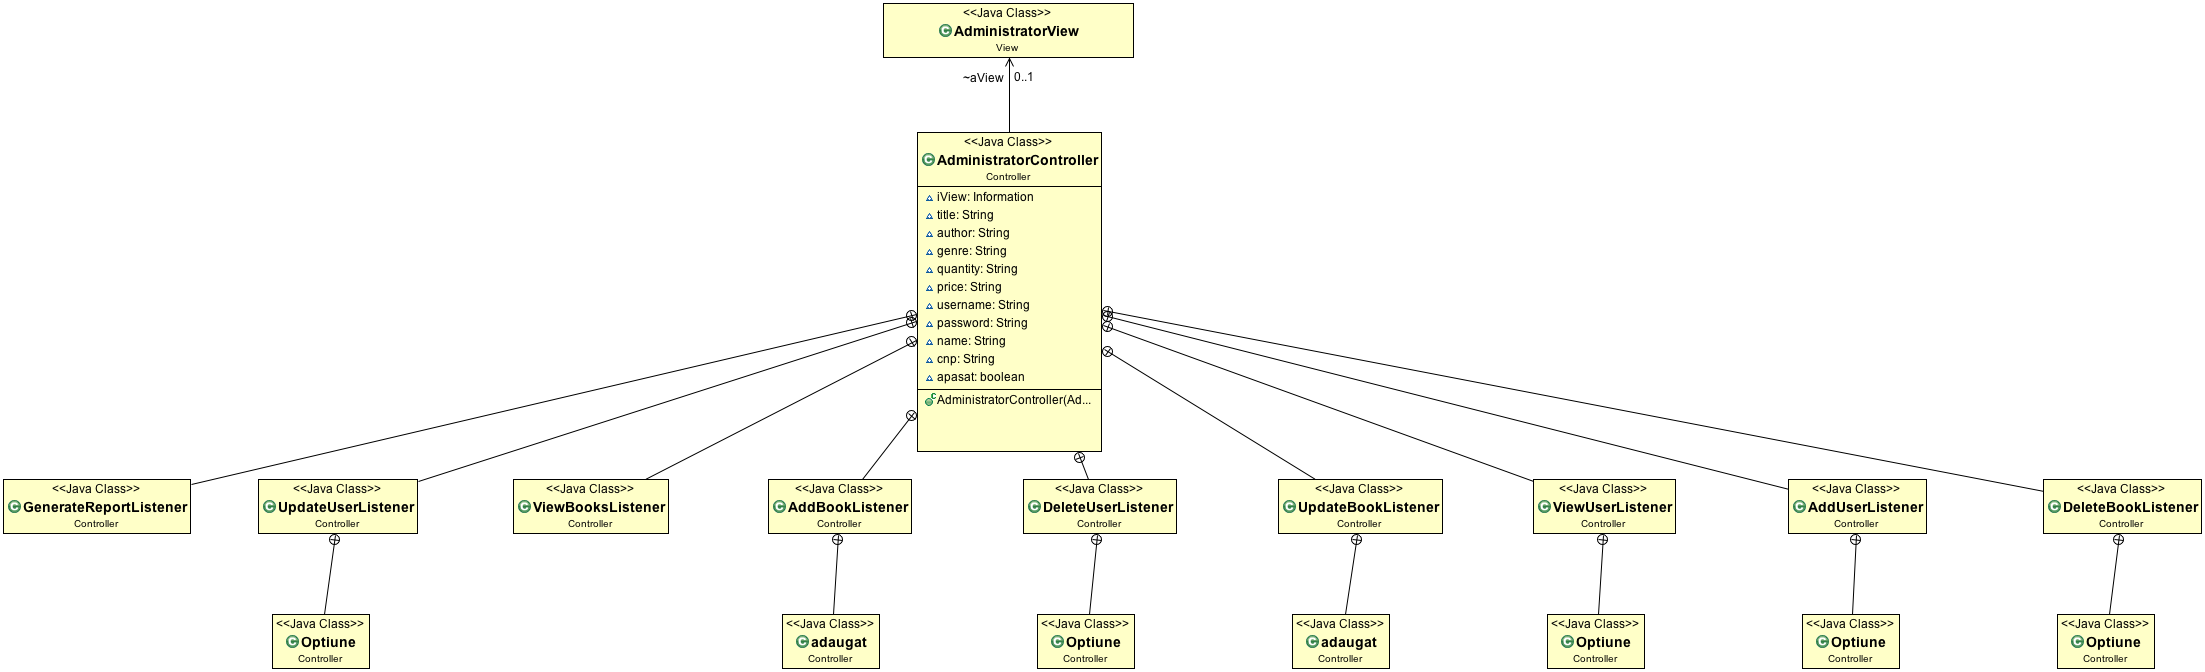 <<Java Class>>
AdministratorView
View
~aView 0..1
<<Java Class>>
AdministratorController
Controller
iView: Information
title: String
author: String
genre: String
quantity: String
price: String
username: String
password: String
name: String
cnp: String
apasat: boolean
AdministratorController(Ad...
<<Java Class>>
GenerateReportListener
Controller
<<Java Class>>
UpdateUserListener
Controller
<<Java Class>>
ViewBooksListener
Controller
<<Java Class>>
AddBookListener
Controller
<<Java Class>>
DeleteUserListener
Controller
<<Java Class>>
UpdateBookListener
Controller
<<Java Class>>
ViewUserListener
Controller
<<Java Class>>
AddUserListener
Controller
<<Java Class>>
DeleteBookListener
Controller
<<Java Class>>
Optiune
Controller
<<Java Class>>
adaugat
Controller
<<Java Class>>
Optiune
Controller
<<Java Class>>
adaugat
Controller
<<Java Class>>
Optiune
Controller
<<Java Class>>
Optiune
Controller
<<Java Class>>
Optiune
Controller